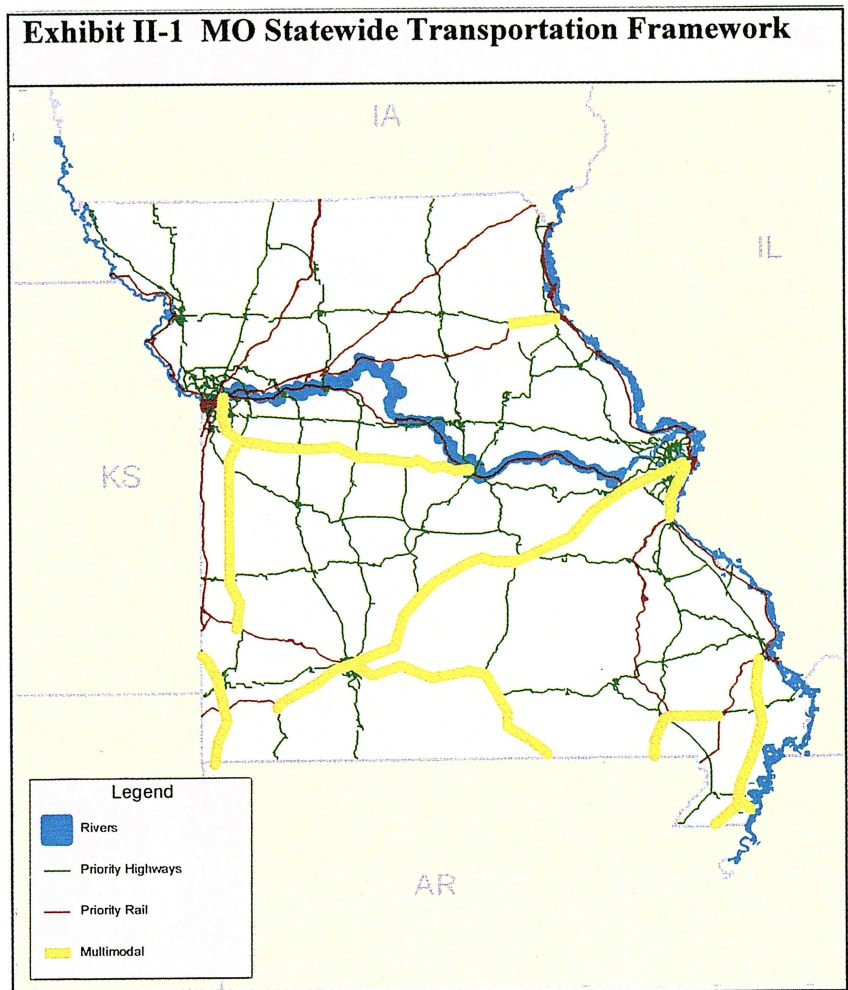 Exhibit II-1 MO Statewide Transportation Framework
IA
IL
KS
AR
Legend
Rivers
Priority Highways
Priority Rail
Multimodal